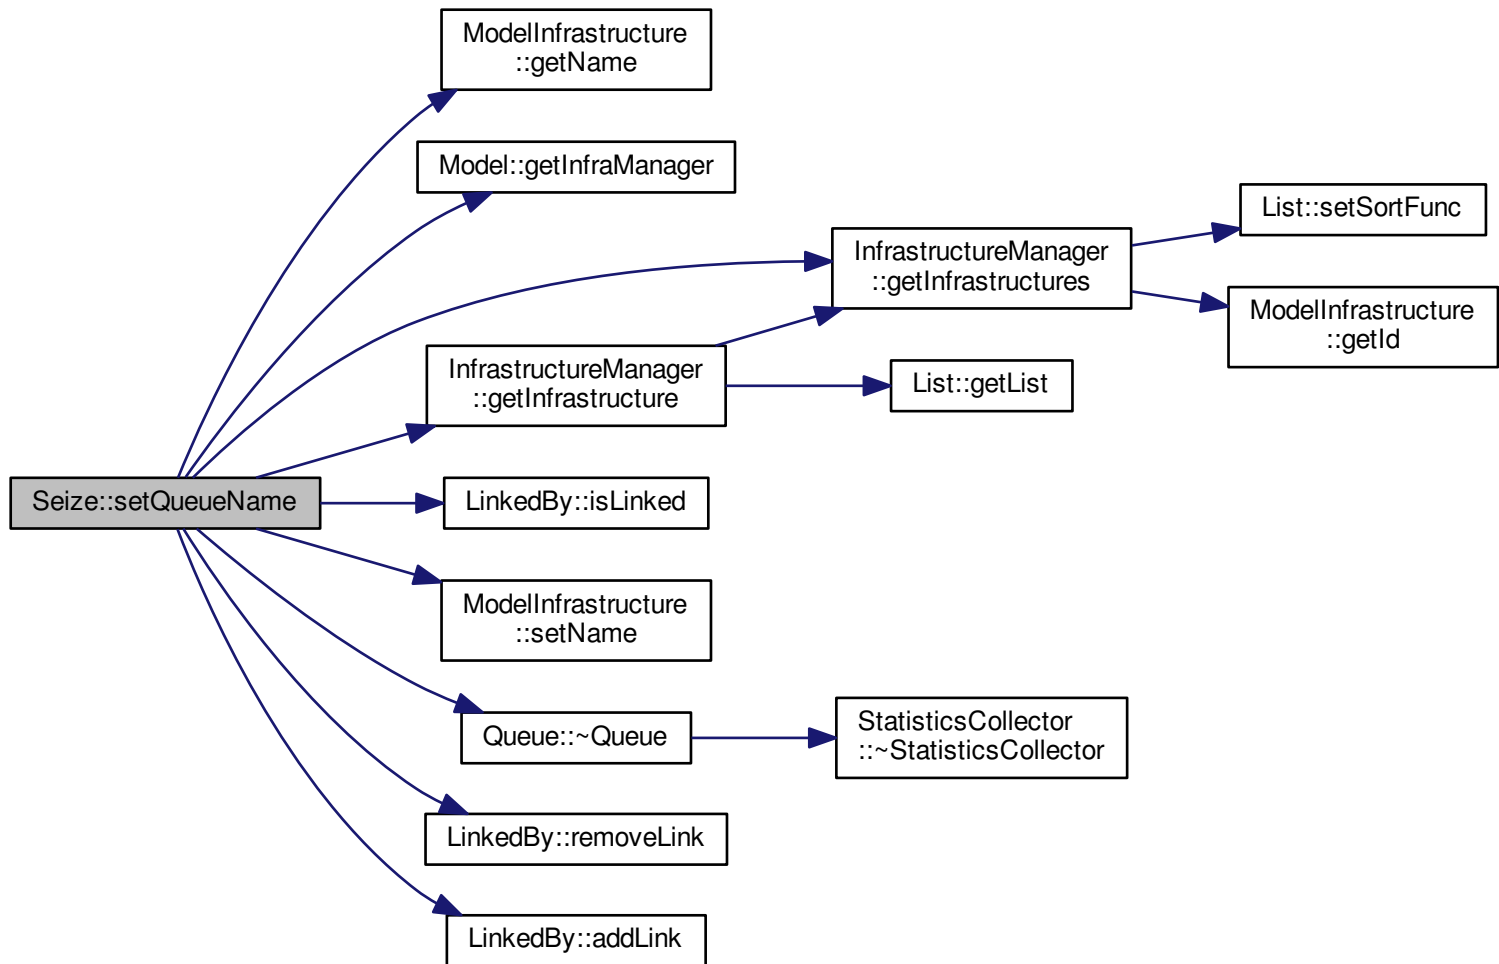 ModelInfrastructure
::getName
Model::getInfraManager
List::setSortFunc
InfrastructureManager
::getInfrastructures
ModelInfrastructure
::getId
InfrastructureManager
::getInfrastructure
List::getList
Seize::setQueueName
LinkedBy::isLinked
ModelInfrastructure
::setName
Queue::~Queue
StatisticsCollector
::~StatisticsCollector
LinkedBy::removeLink
LinkedBy::addLink